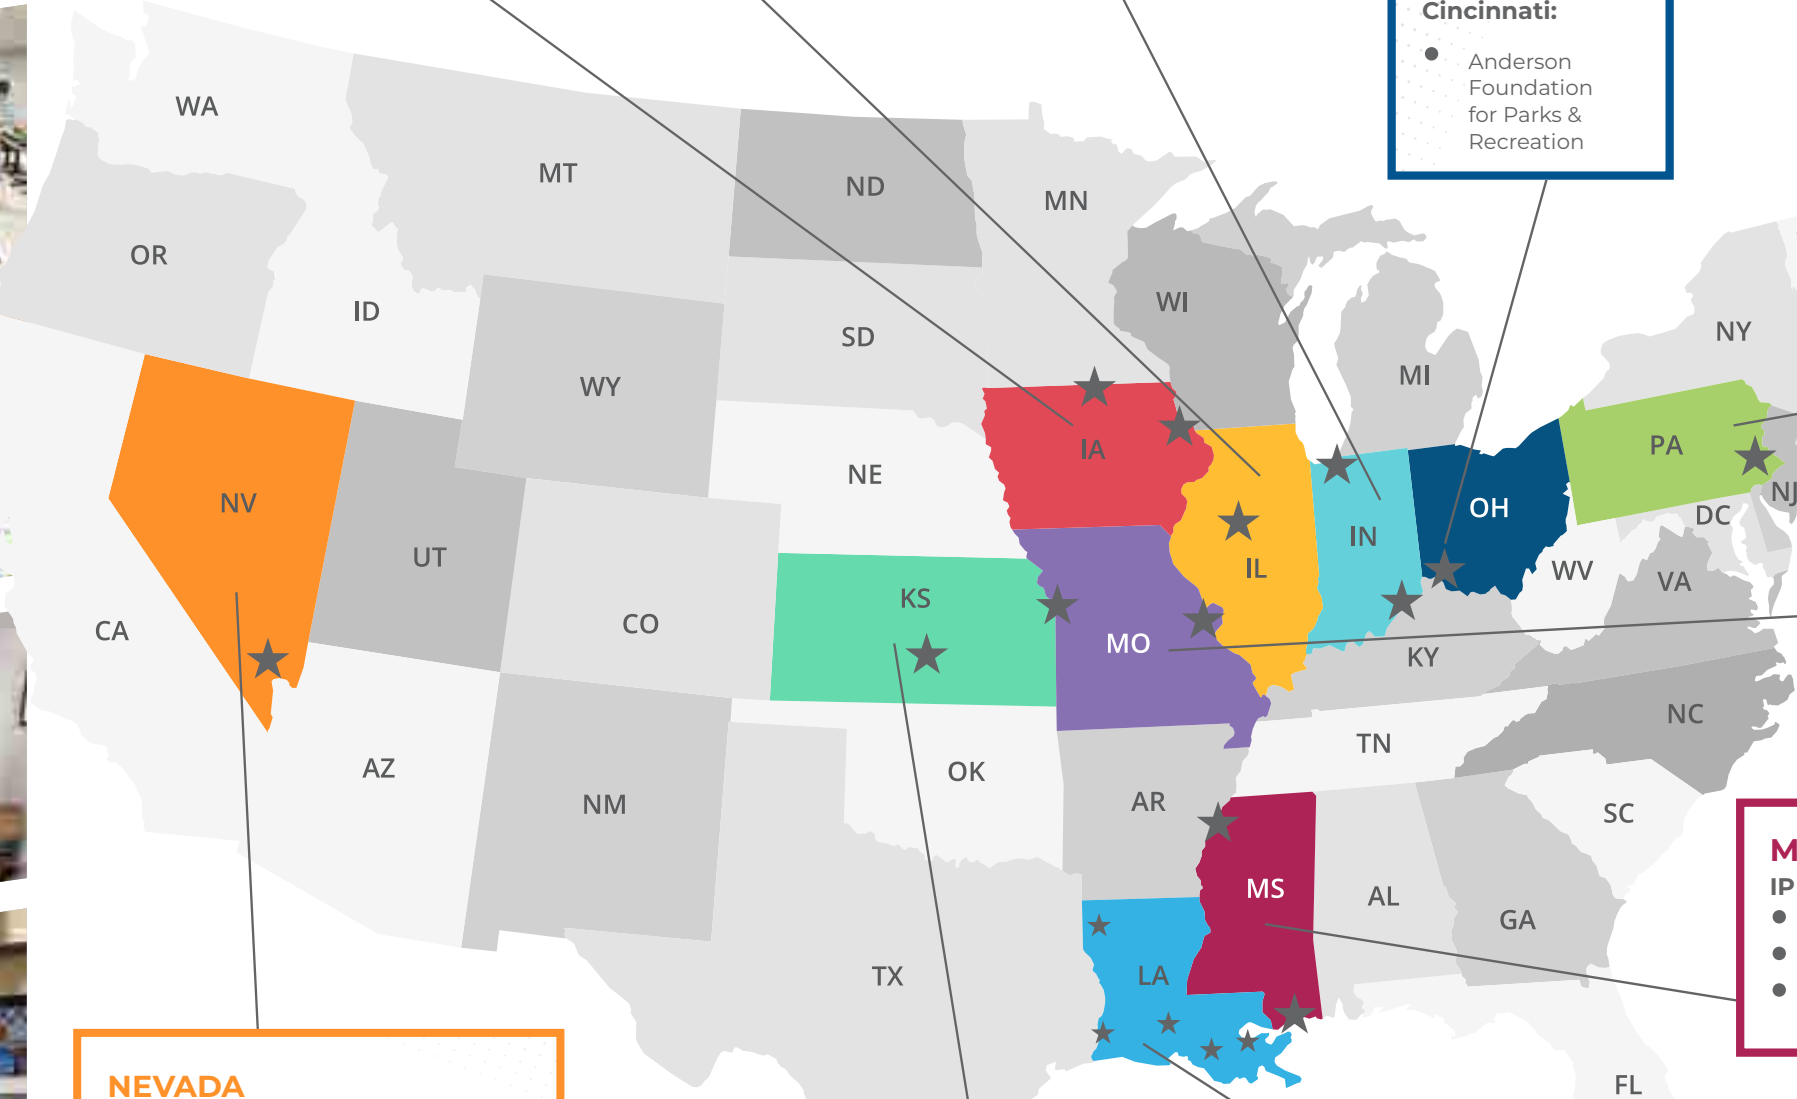 Cincinnati:
Anderson
Foundation
for Parks &
Recreation
WA
MT
ND
MN
OR
ID
WI
SD
NY
WY
MI
IA
PA
NE
NV
OH
NJ
DC
IN
UT
IL
WV
VA
KS
CO
CA
MO
KY
NC
TN
AZ
OK
NM
AR
SC
MS
AL
GA
TX
LA
M
IP
NEVADA
FL